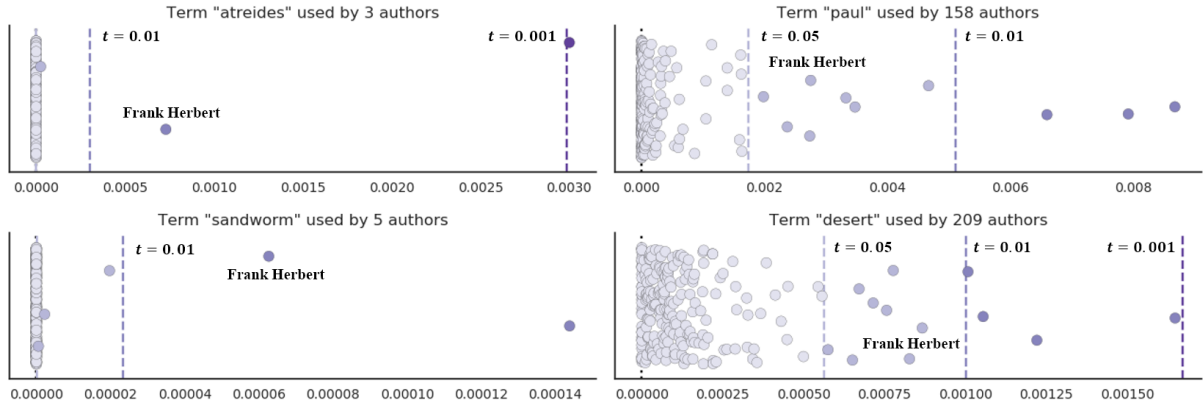 Term "atreides" used by 3 authors
t = 0.01
t = 0.001
Frank Herbert
0.0000 0.0005 0.0010 0.0015 0.0020 0.0025 0.0030
Term "paul" used by 158 authors
t = 0.05
t = 0.01
Frank Herbert
0.000 0.002 0.004 0.006 0.008
Term "sandworm" used by 5 authors
t = 0.01
Frank Herbert
0.00000 0.00002 0.00004 0.00006 0.00008 0.00010 0.00012 0.00014
Term "desert" used by 209 authors
t = 0.05
t = 0.01
t = 0.001
Frank Herbert
0.00000 0.00025 0.00050 0.00075 0.00100 0.00125 0.00150